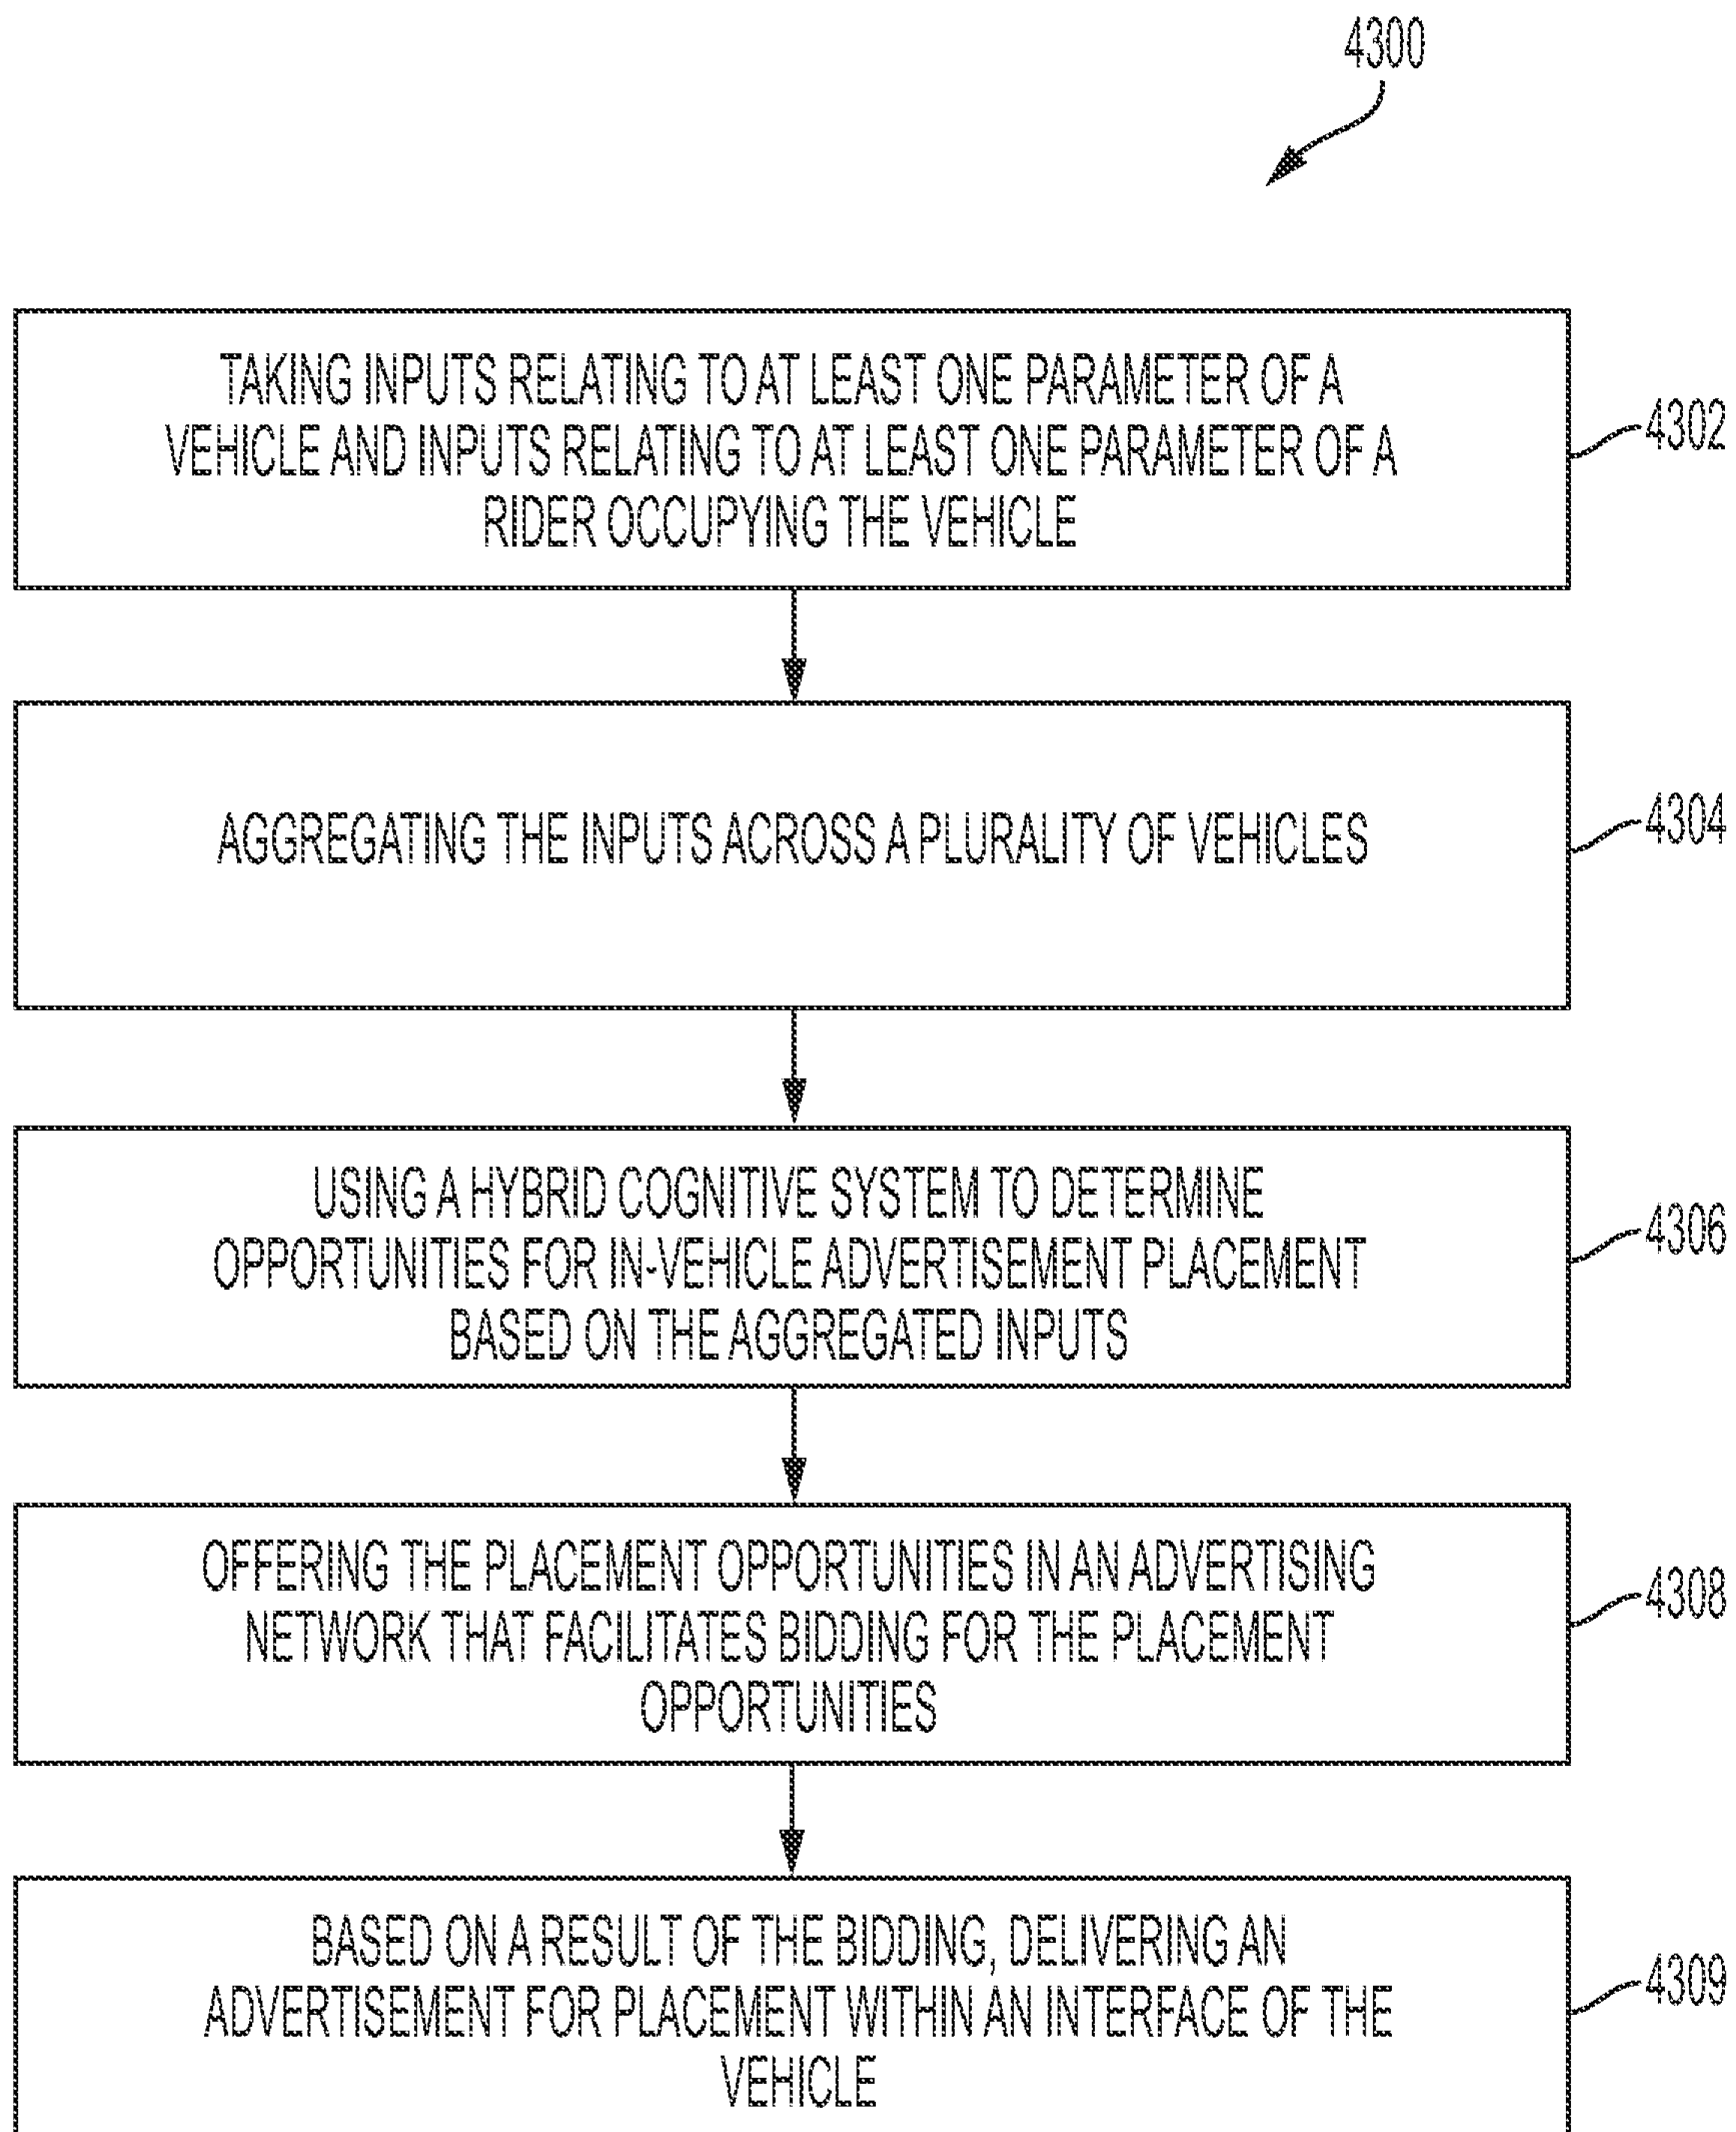 4300
TAKING INPUTS RELATING TO AT LEAST ONE PARAMETER OF A
VEHICLE AND INPUTS RELATING TO AT LEAST ONE PARAMETER OF A
RIDER OCCUPYING THE VEHICLE
4302
AGGREGATING THE INPUTS ACROSS A PLURALITY OF VEHICLES
4304
USING A HYBRID COGNITIVE SYSTEM TO DETERMINE
OPPORTUNITIES FOR IN-VEHICLE ADVERTISEMENT PLACEMENT
BASED ON THE AGGREGATED INPUTS
4306
OFFERING THE PLACEMENT OPPORTUNITIES IN AN ADVERTISING
NETWORK THAT FACILITATES BIDDING FOR THE PLACEMENT
OPPORTUNITIES
4308
BASED ON A RESULT OF THE BIDDING, DELIVERING AN
ADVERTISEMENT FOR PLACEMENT WITHIN AN INTERFACE OF THE
VEHICLE
4309